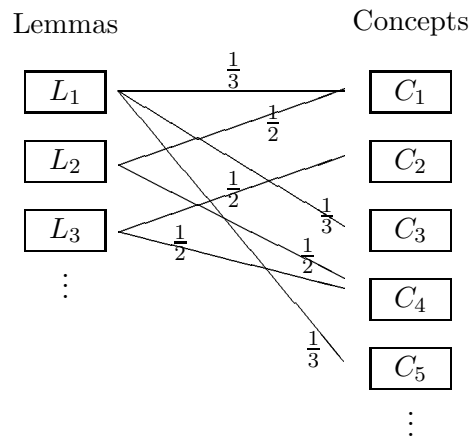 Lemmas Concepts
1/3
L1 C1
1/2
L2 C2
1/2
1/3
L3 C3
1/2 1/2
⋮ C4
1/3
C5
⋮